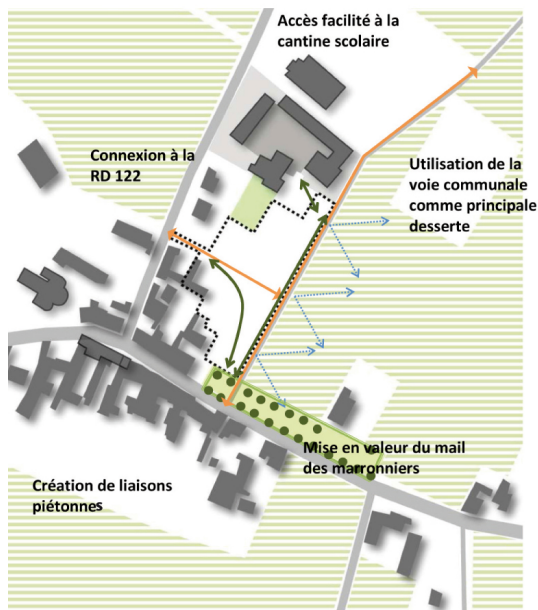 Accès facilité à la
cantine scolaire
Connexion à la
RD 122
Utilisation de la
voie communale
comme principale
desserte
Mise en valeur du mail
des marronniers
Création de liaisons
piétonnes